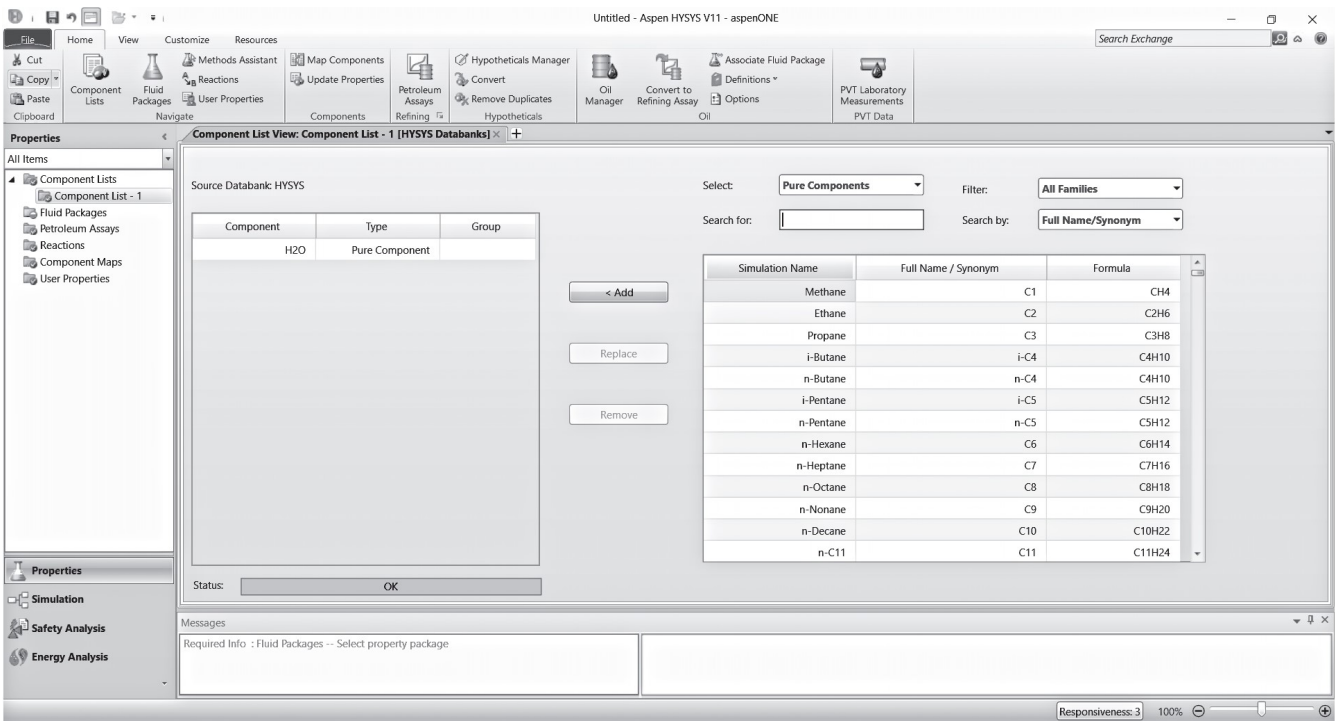 Untitled - Aspen HYSYS V11 - aspenONE
File Home View Customize Resources
Search Exchange
Cut
Copy
Paste
Clipboard
Component Lists
Fluid Packages
Methods Assistant
Reactions
User Properties
Navigate
Map Components
Update Properties
Components
Petroleum Assays
Refining
Hypotheticals Manager
Convert
Remove Duplicates
Hypotheticals
Oil Manager
Convert to Refining Assay
Associate Fluid Package
Definitions
Options
Oil
PVT Laboratory Measurements
PVT Data
Properties
All Items
Component Lists
Component List - 1
Fluid Packages
Petroleum Assays
Reactions
Component Maps
User Properties
Properties
Simulation
Safety Analysis
Energy Analysis
Component List View: Component List - 1 [HYSYS Databanks]
Source Databank: HYSYS
Component Type Group
H2O Pure Component
Status: OK
< Add
Replace
Remove
Select: Pure Components Filter: All Families
Search for: Search by: Full Name/Synonym
Simulation Name Full Name / Synonym Formula
Methane C1 CH4
Ethane C2 C2H6
Propane C3 C3H8
i-Butane i-C4 C4H10
n-Butane n-C4 C4H10
i-Pentane i-C5 C5H12
n-Pentane n-C5 C5H12
n-Hexane C6 C6H14
n-Heptane C7 C7H16
n-Octane C8 C8H18
n-Nonane C9 C9H20
n-Decane C10 C10H22
n-C11 C11 C11H24
Messages
Required Info : Fluid Packages -- Select property package
Responsiveness: 3 100%